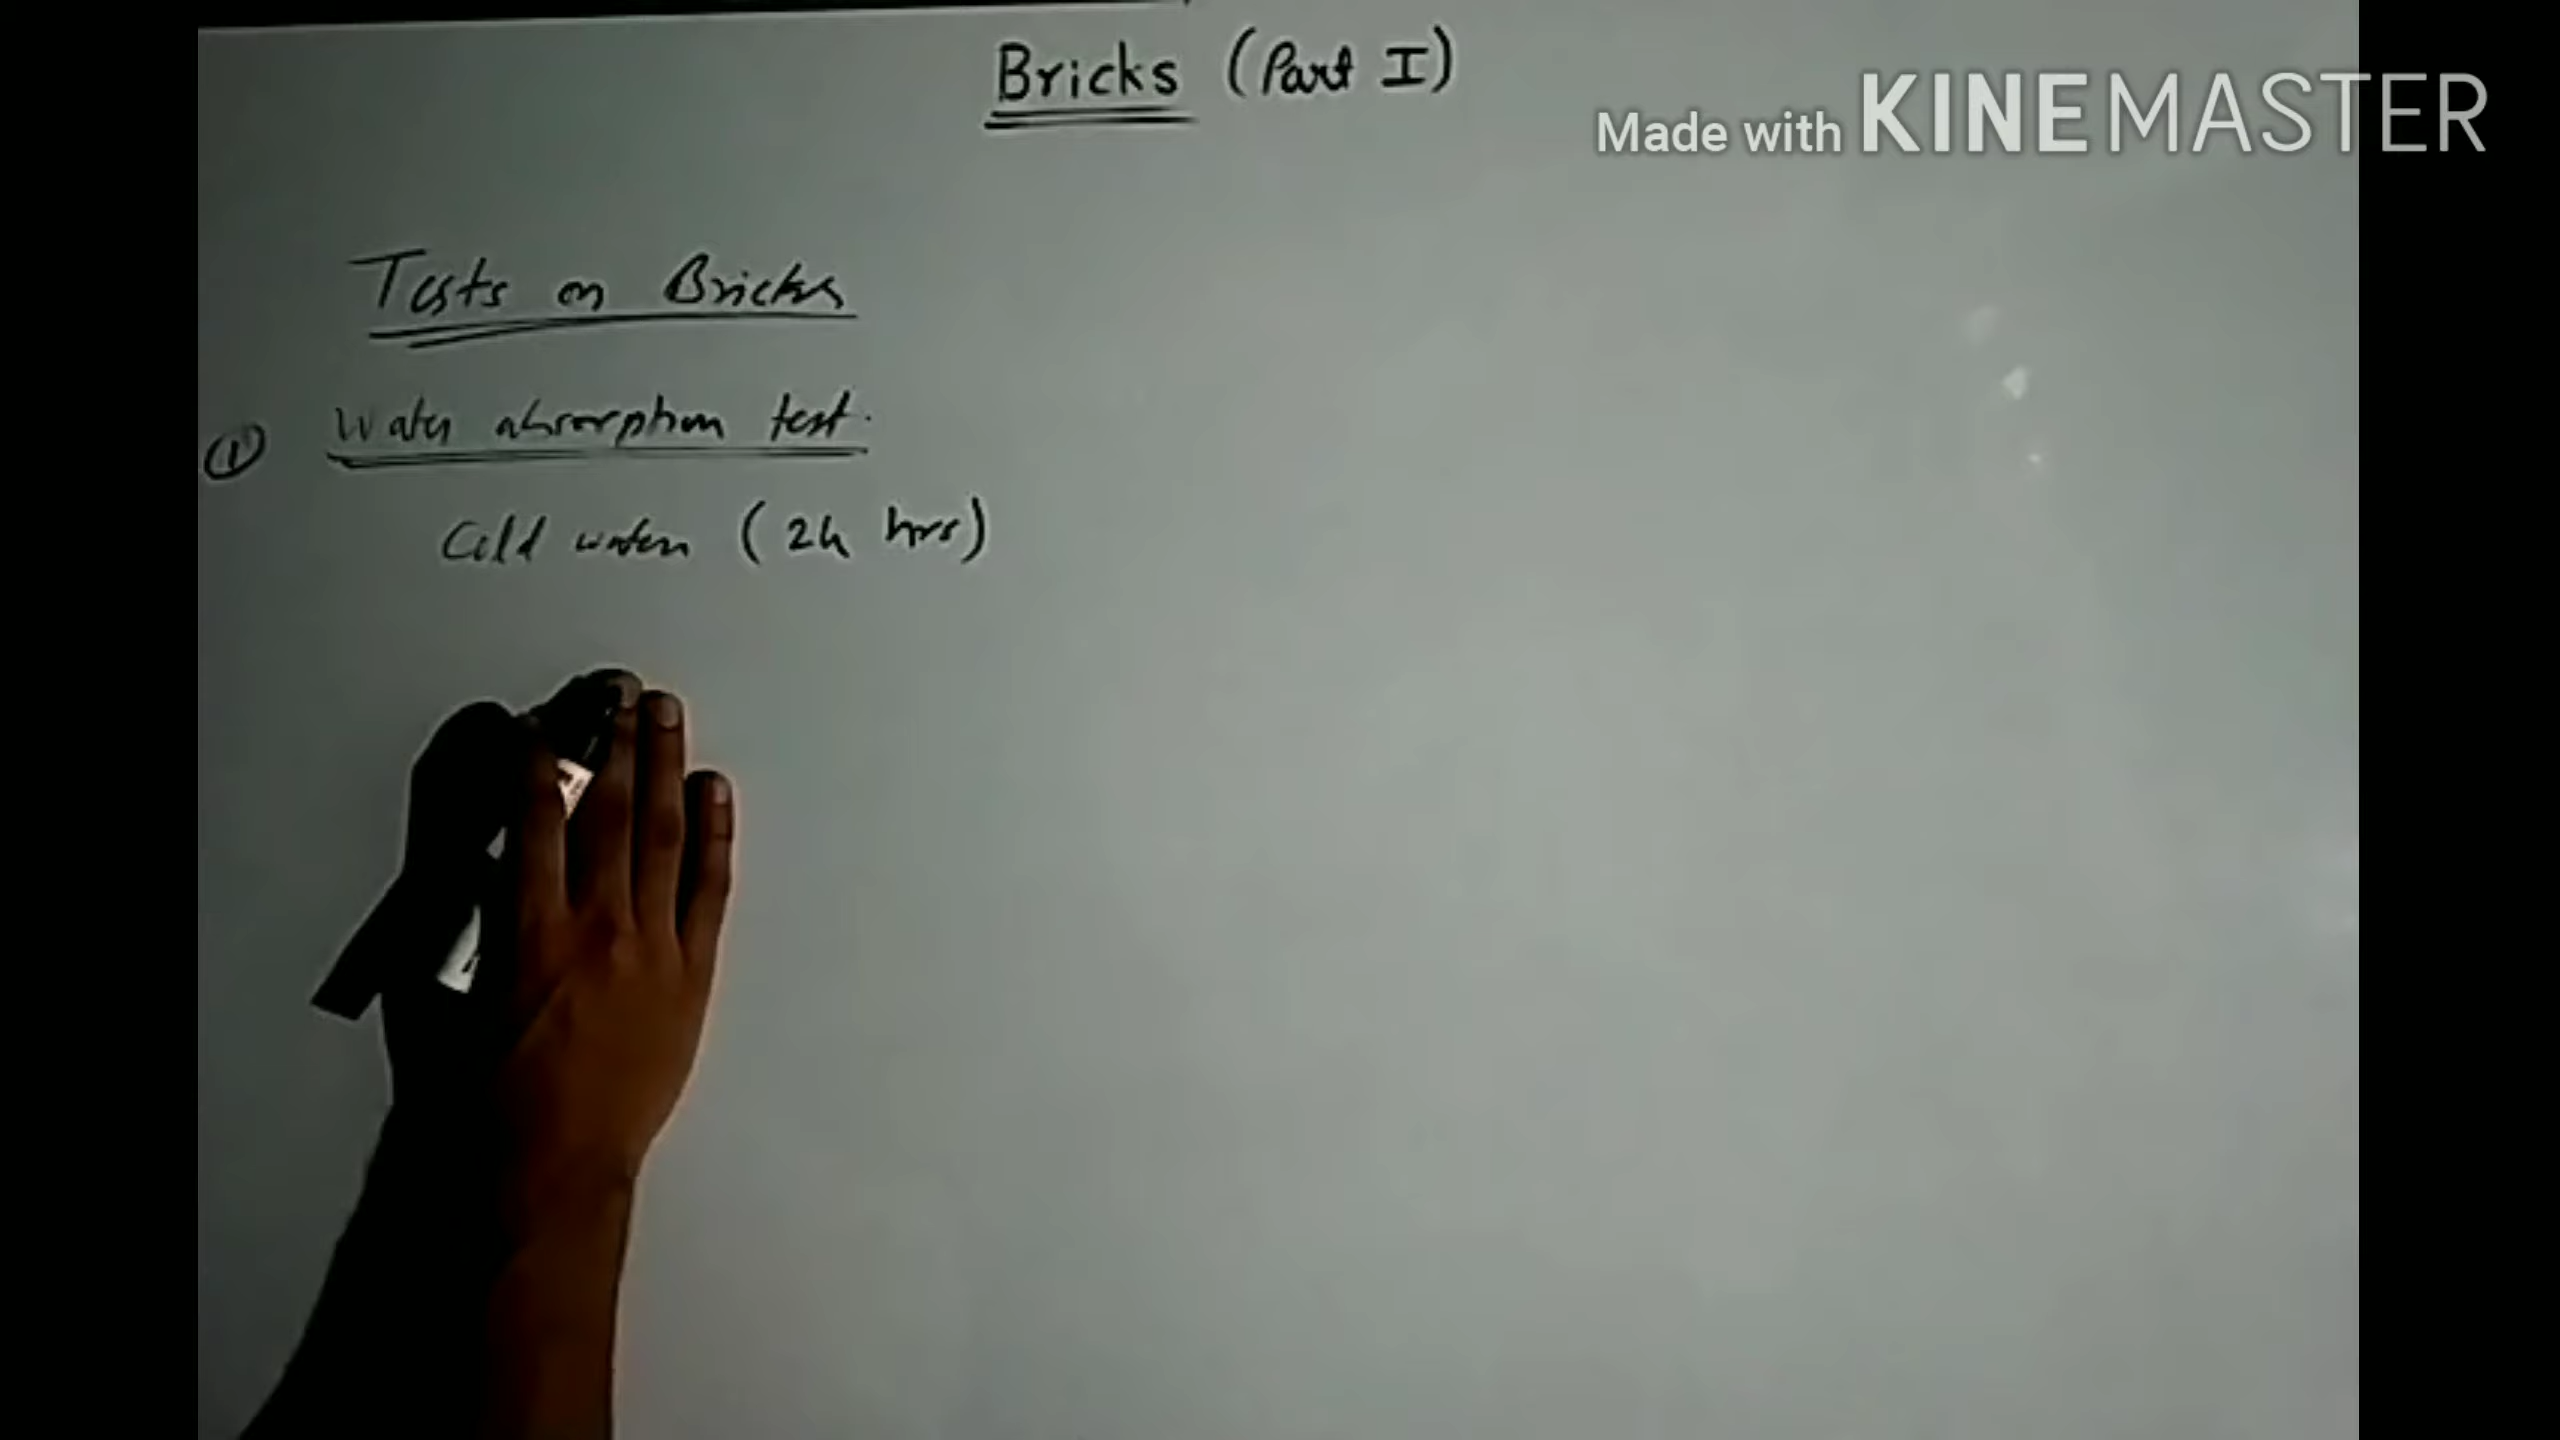 Bricks (Part I)
Made with KINEMASTER
Tests on Bricks
① Water absorption test.
Cold water (24 hrs)